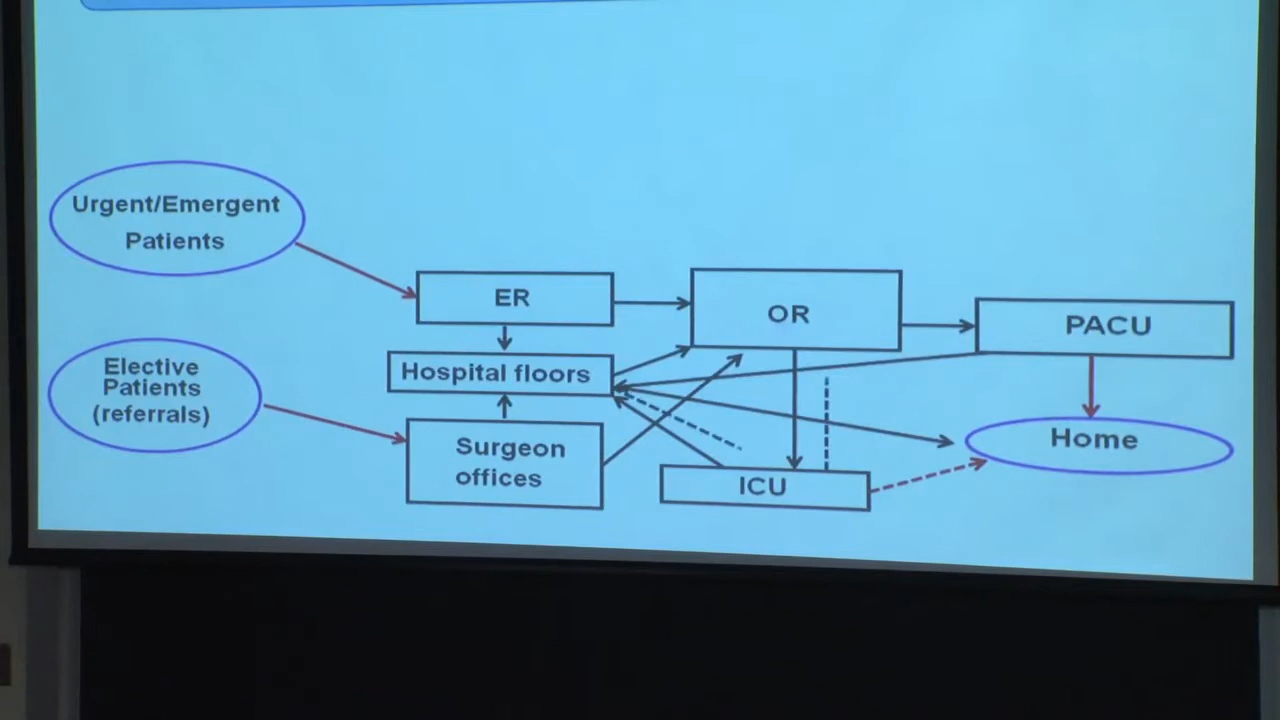 Urgent/Emergent
Patients
ER
OR
PACU
Elective
Patients
(referrals)
Hospital floors
Surgeon
offices
Home
ICU